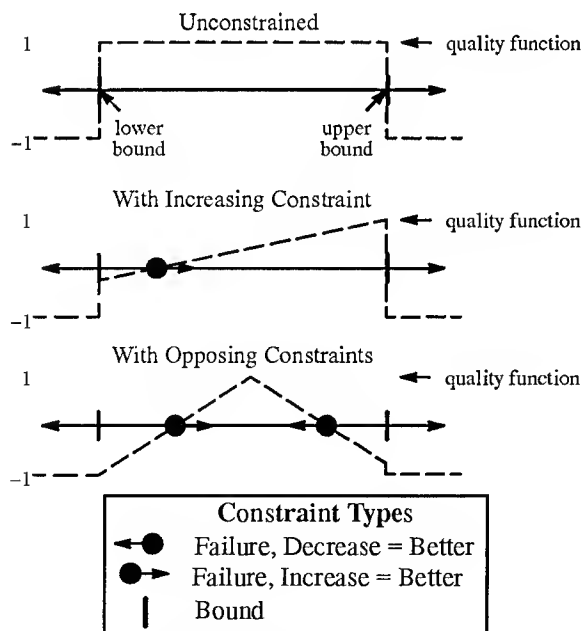 Unconstrained
1
quality function
lower
bound
upper
bound
−1
With Increasing Constraint
1
quality function
−1
With Opposing Constraints
1
quality function
−1
Constraint Types
Failure, Decrease = Better
Failure, Increase = Better
Bound